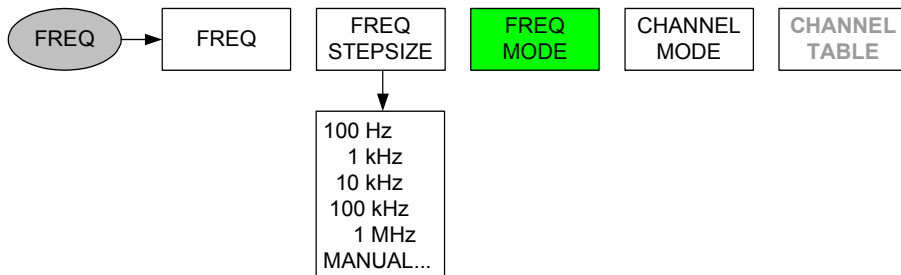 FREQ
FREQ
FREQ
STEPSIZE
FREQ
MODE
CHANNEL
MODE
CHANNEL
TABLE
100 Hz
1 kHz
10 kHz
100 kHz
1 MHz
MANUAL...